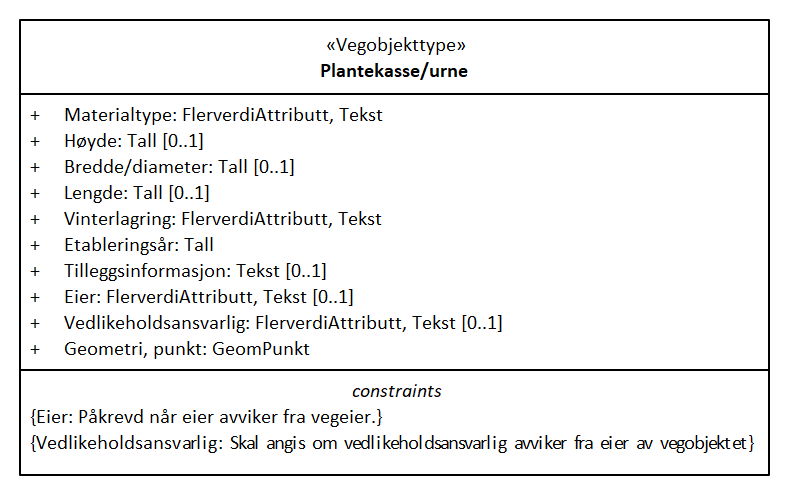 «Vegobjekttype»
Plantekasse/urne
+ Materialtype: FlerverdiAttributt, Tekst
+ Høyde: Tall [0..1]
+ Bredde/diameter: Tall [0..1]
+ Lengde: Tall [0..1]
+ Vinterlagring: FlerverdiAttributt, Tekst
+ Etableringsår: Tall
+ Tilleggsinformasjon: Tekst [0..1]
+ Eier: FlerverdiAttributt, Tekst [0..1]
+ Vedlikeholdsansvarlig: FlerverdiAttributt, Tekst [0..1]
+ Geometri, punkt: GeomPunkt
constraints
{Eier: Påkrevd når eier avviker fra vegeier.}
{Vedlikeholdsansvarlig: Skal angis om vedlikeholdsansvarlig avviker fra eier av vegobjektet}